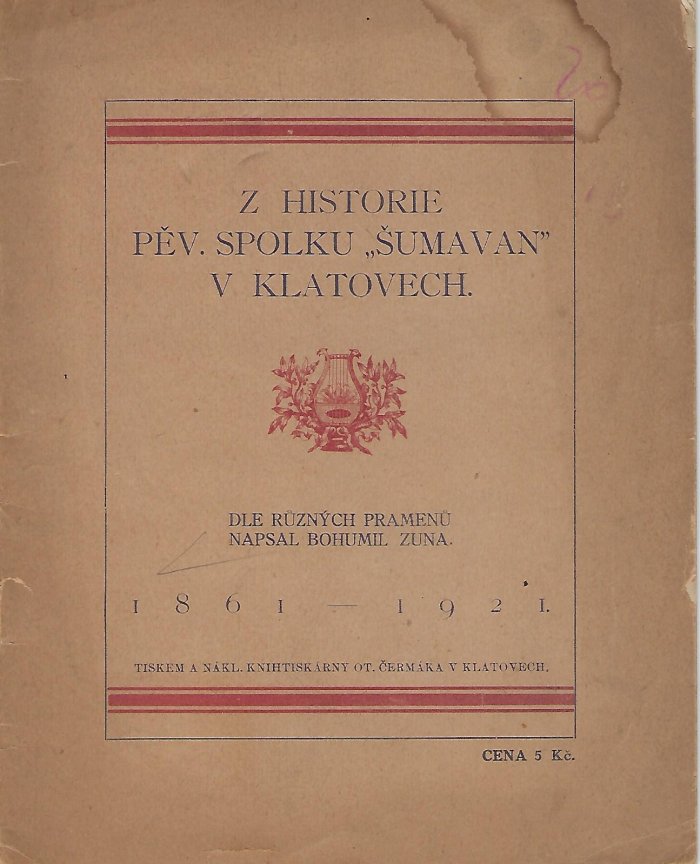 Z HISTORIE
PĚV. SPOLKU „ŠUMAVAN”
V KLATOVECH.
DLE RŮZNÝCH PRAMENŮ
NAPSAL BOHUMIL ZUNA.
1861 — 1921.
TISKEM A NÁKL. KNIHTISKÁRNY OT. ČERMÁKA V KLATOVECH.
CENA 5 Kč.